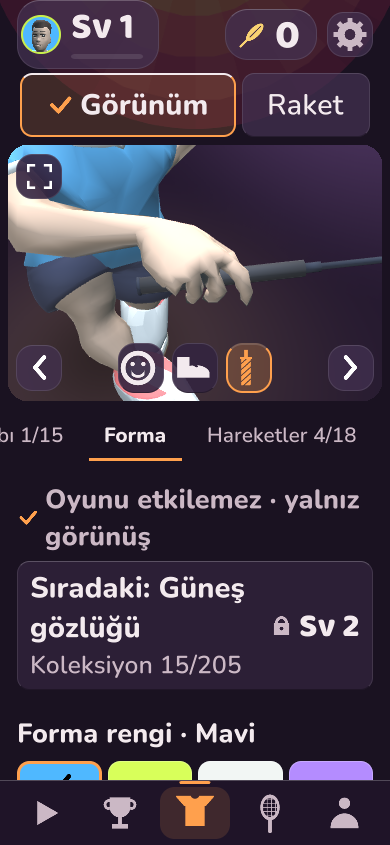 Sv 1
0
Görünüm
Raket
bı 1/15
Forma
Hareketler 4/18
Oyunu etkilemez · yalnız
görünüş
Sıradaki: Güneş
gözlüğü
Sv 2
Koleksiyon 15/205
Forma rengi · Mavi